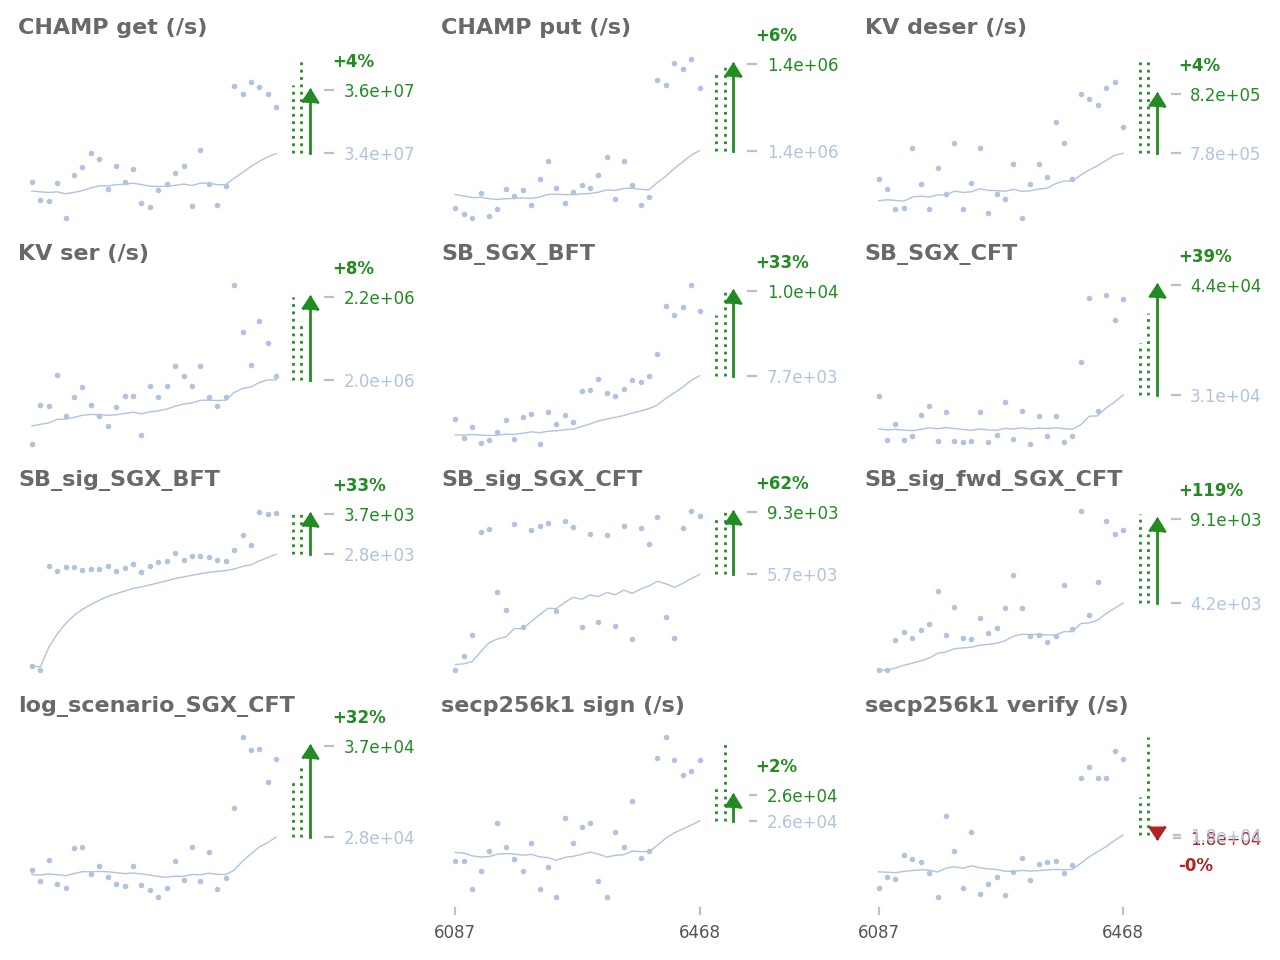 CHAMP get (/s)
+4%
3.6e+07
3.4e+07
CHAMP put (/s)
+6%
1.4e+06
1.4e+06
KV deser (/s)
+4%
8.2e+05
7.8e+05
KV ser (/s)
+8%
2.2e+06
2.0e+06
SB_SGX_BFT
+33%
1.0e+04
7.7e+03
SB_SGX_CFT
+39%
4.4e+04
3.1e+04
SB_sig_SGX_BFT
+33%
3.7e+03
2.8e+03
SB_sig_SGX_CFT
+62%
9.3e+03
5.7e+03
SB_sig_fwd_SGX_CFT
+119%
9.1e+03
4.2e+03
log_scenario_SGX_CFT
+32%
3.7e+04
2.8e+04
secp256k1 sign (/s)
+2%
2.6e+04
2.6e+04
6087
6468
secp256k1 verify (/s)
1.8e+04
1.8e+04
-0%
6087
6468